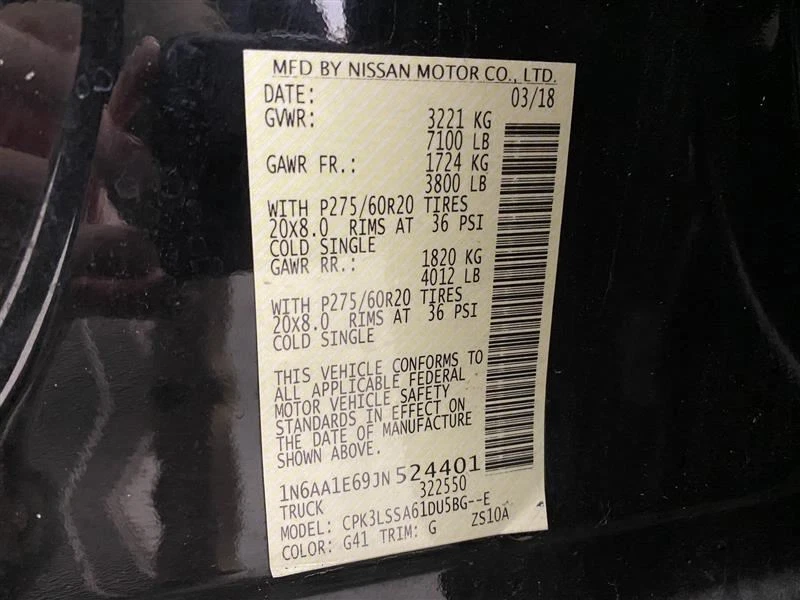 MFD BY NISSAN MOTOR CO., LTD.
DATE: 03/18
GVWR: 3221 KG
7100 LB
GAWR FR.: 1724 KG
3800 LB
WITH P275/60R20 TIRES
20X8.0 RIMS AT 36 PSI
COLD SINGLE
GAWR RR.: 1820 KG
4012 LB
WITH P275/60R20 TIRES
20X8.0 RIMS AT 36 PSI
COLD SINGLE
THIS VEHICLE CONFORMS TO
ALL APPLICABLE FEDERAL
MOTOR VEHICLE SAFETY
STANDARDS IN EFFECT ON
THE DATE OF MANUFACTURE
SHOWN ABOVE.
1N6AA1E69JN524401
TRUCK 322550
MODEL: CPK3LSSA61DU5BG--E
COLOR: G41 TRIM: G ZS10A